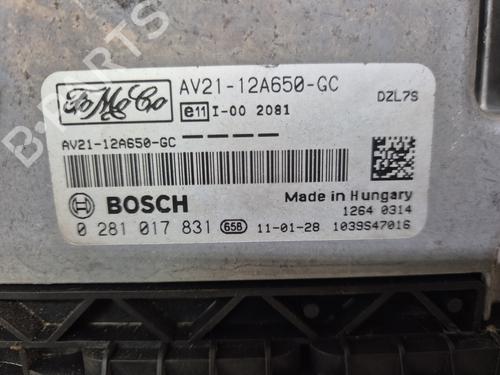 FoMoCo
AV21-12A650-GC
e11 I-00 2081
DZL7S
AV21-12A650-GC
Made in Hungary
BOSCH
1264 0314
0 281 017 831 65B 11-01-28 1039S47016
B-PARTS